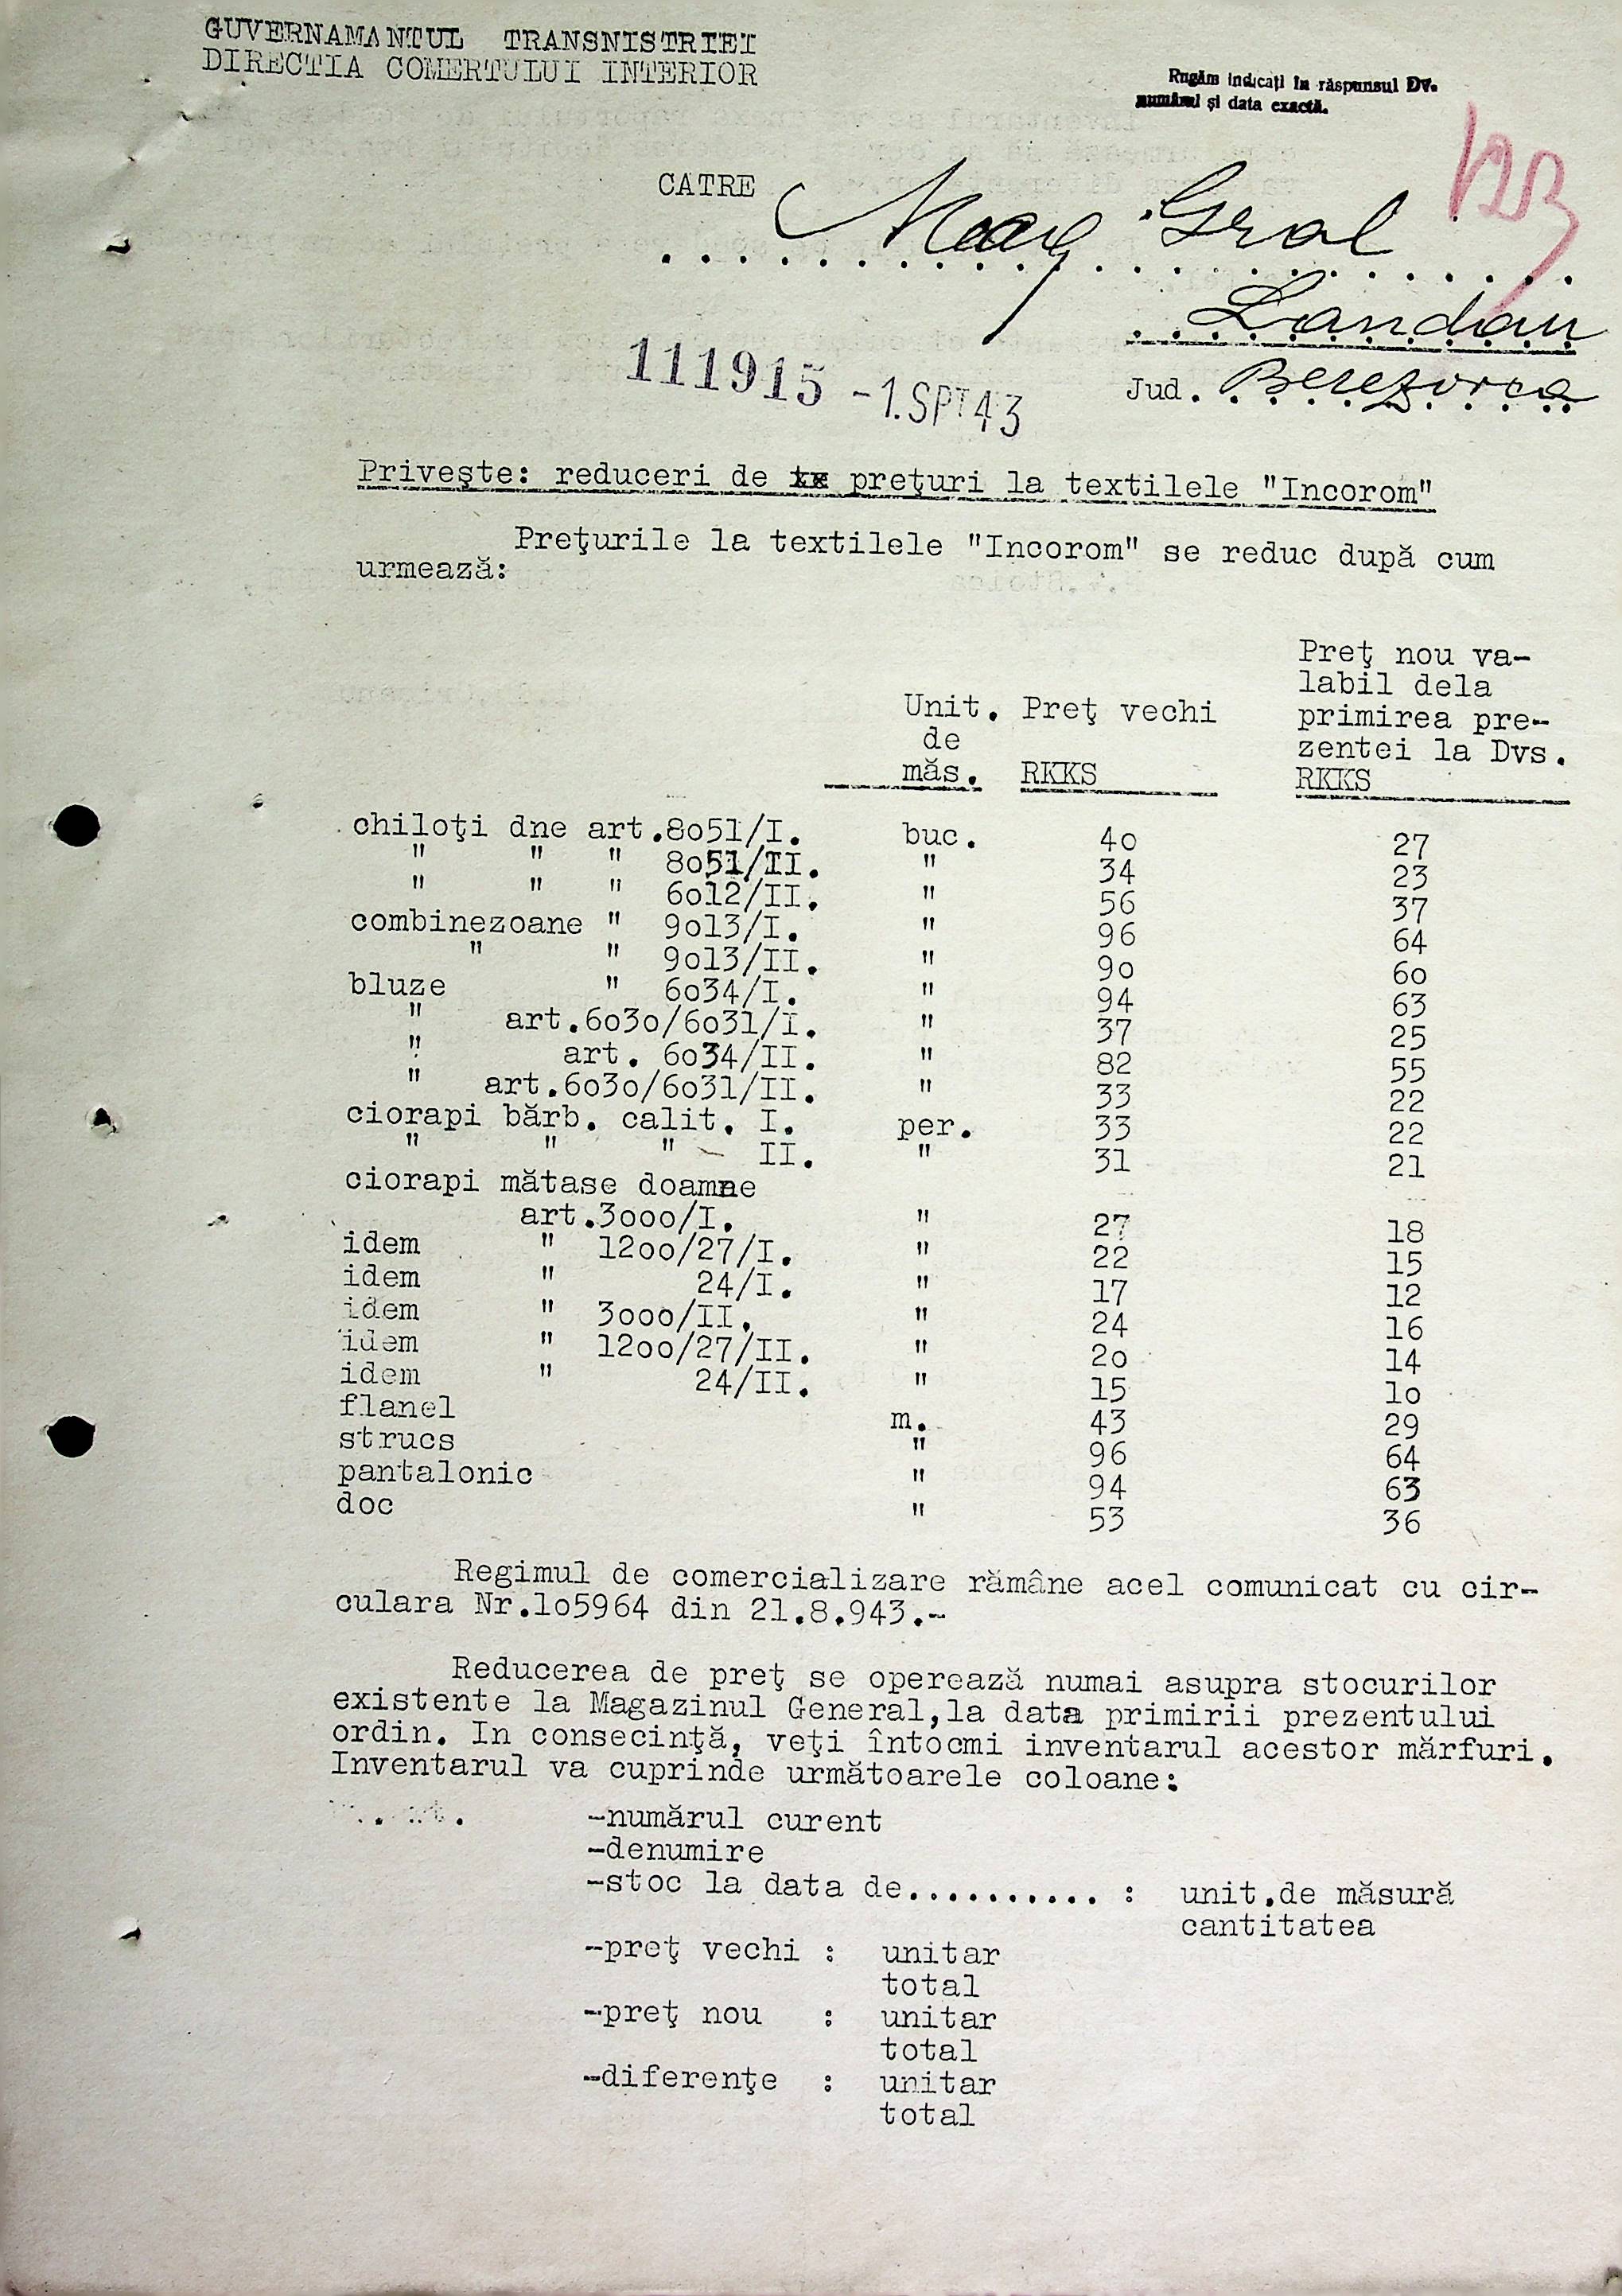 GUVERNAMANTUL TRANSNISTRIEI
DIRECTIA COMERTULUI INTERIOR
Rugăm indicați în răspunsul Dv.
numărul și data exactă.
123
CATRE Mag. Gral
Landau
111915 -1.SPT43
Jud. Berezovca
Priveşte: reduceri de xx preţuri la textilele "Incorom"
Preţurile la textilele "Incorom" se reduc după cum
urmează:
Preţ nou va-
labil dela
Unit. Preţ vechi primirea pre-
de zentei la Dvs.
măs. RKKS RKKS
chiloţi dne art.8o51/I. buc. 4o 27
" " " 8o51/II. " 34 23
" " " 6o12/II. " 56 37
combinezoane " 9o13/I. " 96 64
" " 9o13/II. " 9o 6o
bluze " 6o34/I. " 94 63
" art.6o3o/6o31/I. " 37 25
" art. 6o34/II. " 82 55
" art.6o3o/6o31/II. " 33 22
ciorapi bărb. calit. I. per. 33 22
" " " II. " 31 21
ciorapi mătase doamne
art.3ooo/I. " 27 18
idem " 12oo/27/I. " 22 15
idem " 24/I. " 17 12
idem " 3ooo/II. " 24 16
idem " 12oo/27/II. " 2o 14
idem " 24/II. " 15 1o
flanel m. 43 29
strucs " 96 64
pantalonic " 94 63
doc " 53 36
Regimul de comercializare rămâne acel comunicat cu cir-
culara Nr.1o5964 din 21.8.943.-
Reducerea de preţ se operează numai asupra stocurilor
existente la Magazinul General,la data primirii prezentului
ordin. In consecinţă, veţi întocmi inventarul acestor mărfuri.
Inventarul va cuprinde următoarele coloane:
-numărul curent
-denumire
-stoc la data de.......... : unit.de măsură
cantitatea
-preţ vechi : unitar
total
-preţ nou : unitar
total
-diferenţe : unitar
total